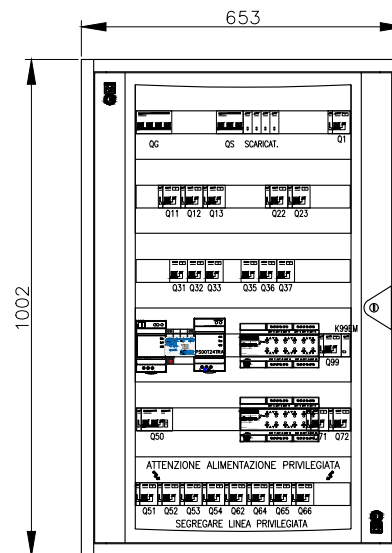 653
1002
QG QS SCARICAT. Q1
Q11 Q12 Q13 Q22 Q23
Q31 Q32 Q33 Q35 Q36 Q37
K99EM
Q99
Q50 Q71 Q72
ATTENZIONE ALIMENTAZIONE PRIVILEGIATA
Q51 Q52 Q53 Q54 Q62 Q64 Q65 Q66
SEGREGARE LINEA PRIVILEGIATA